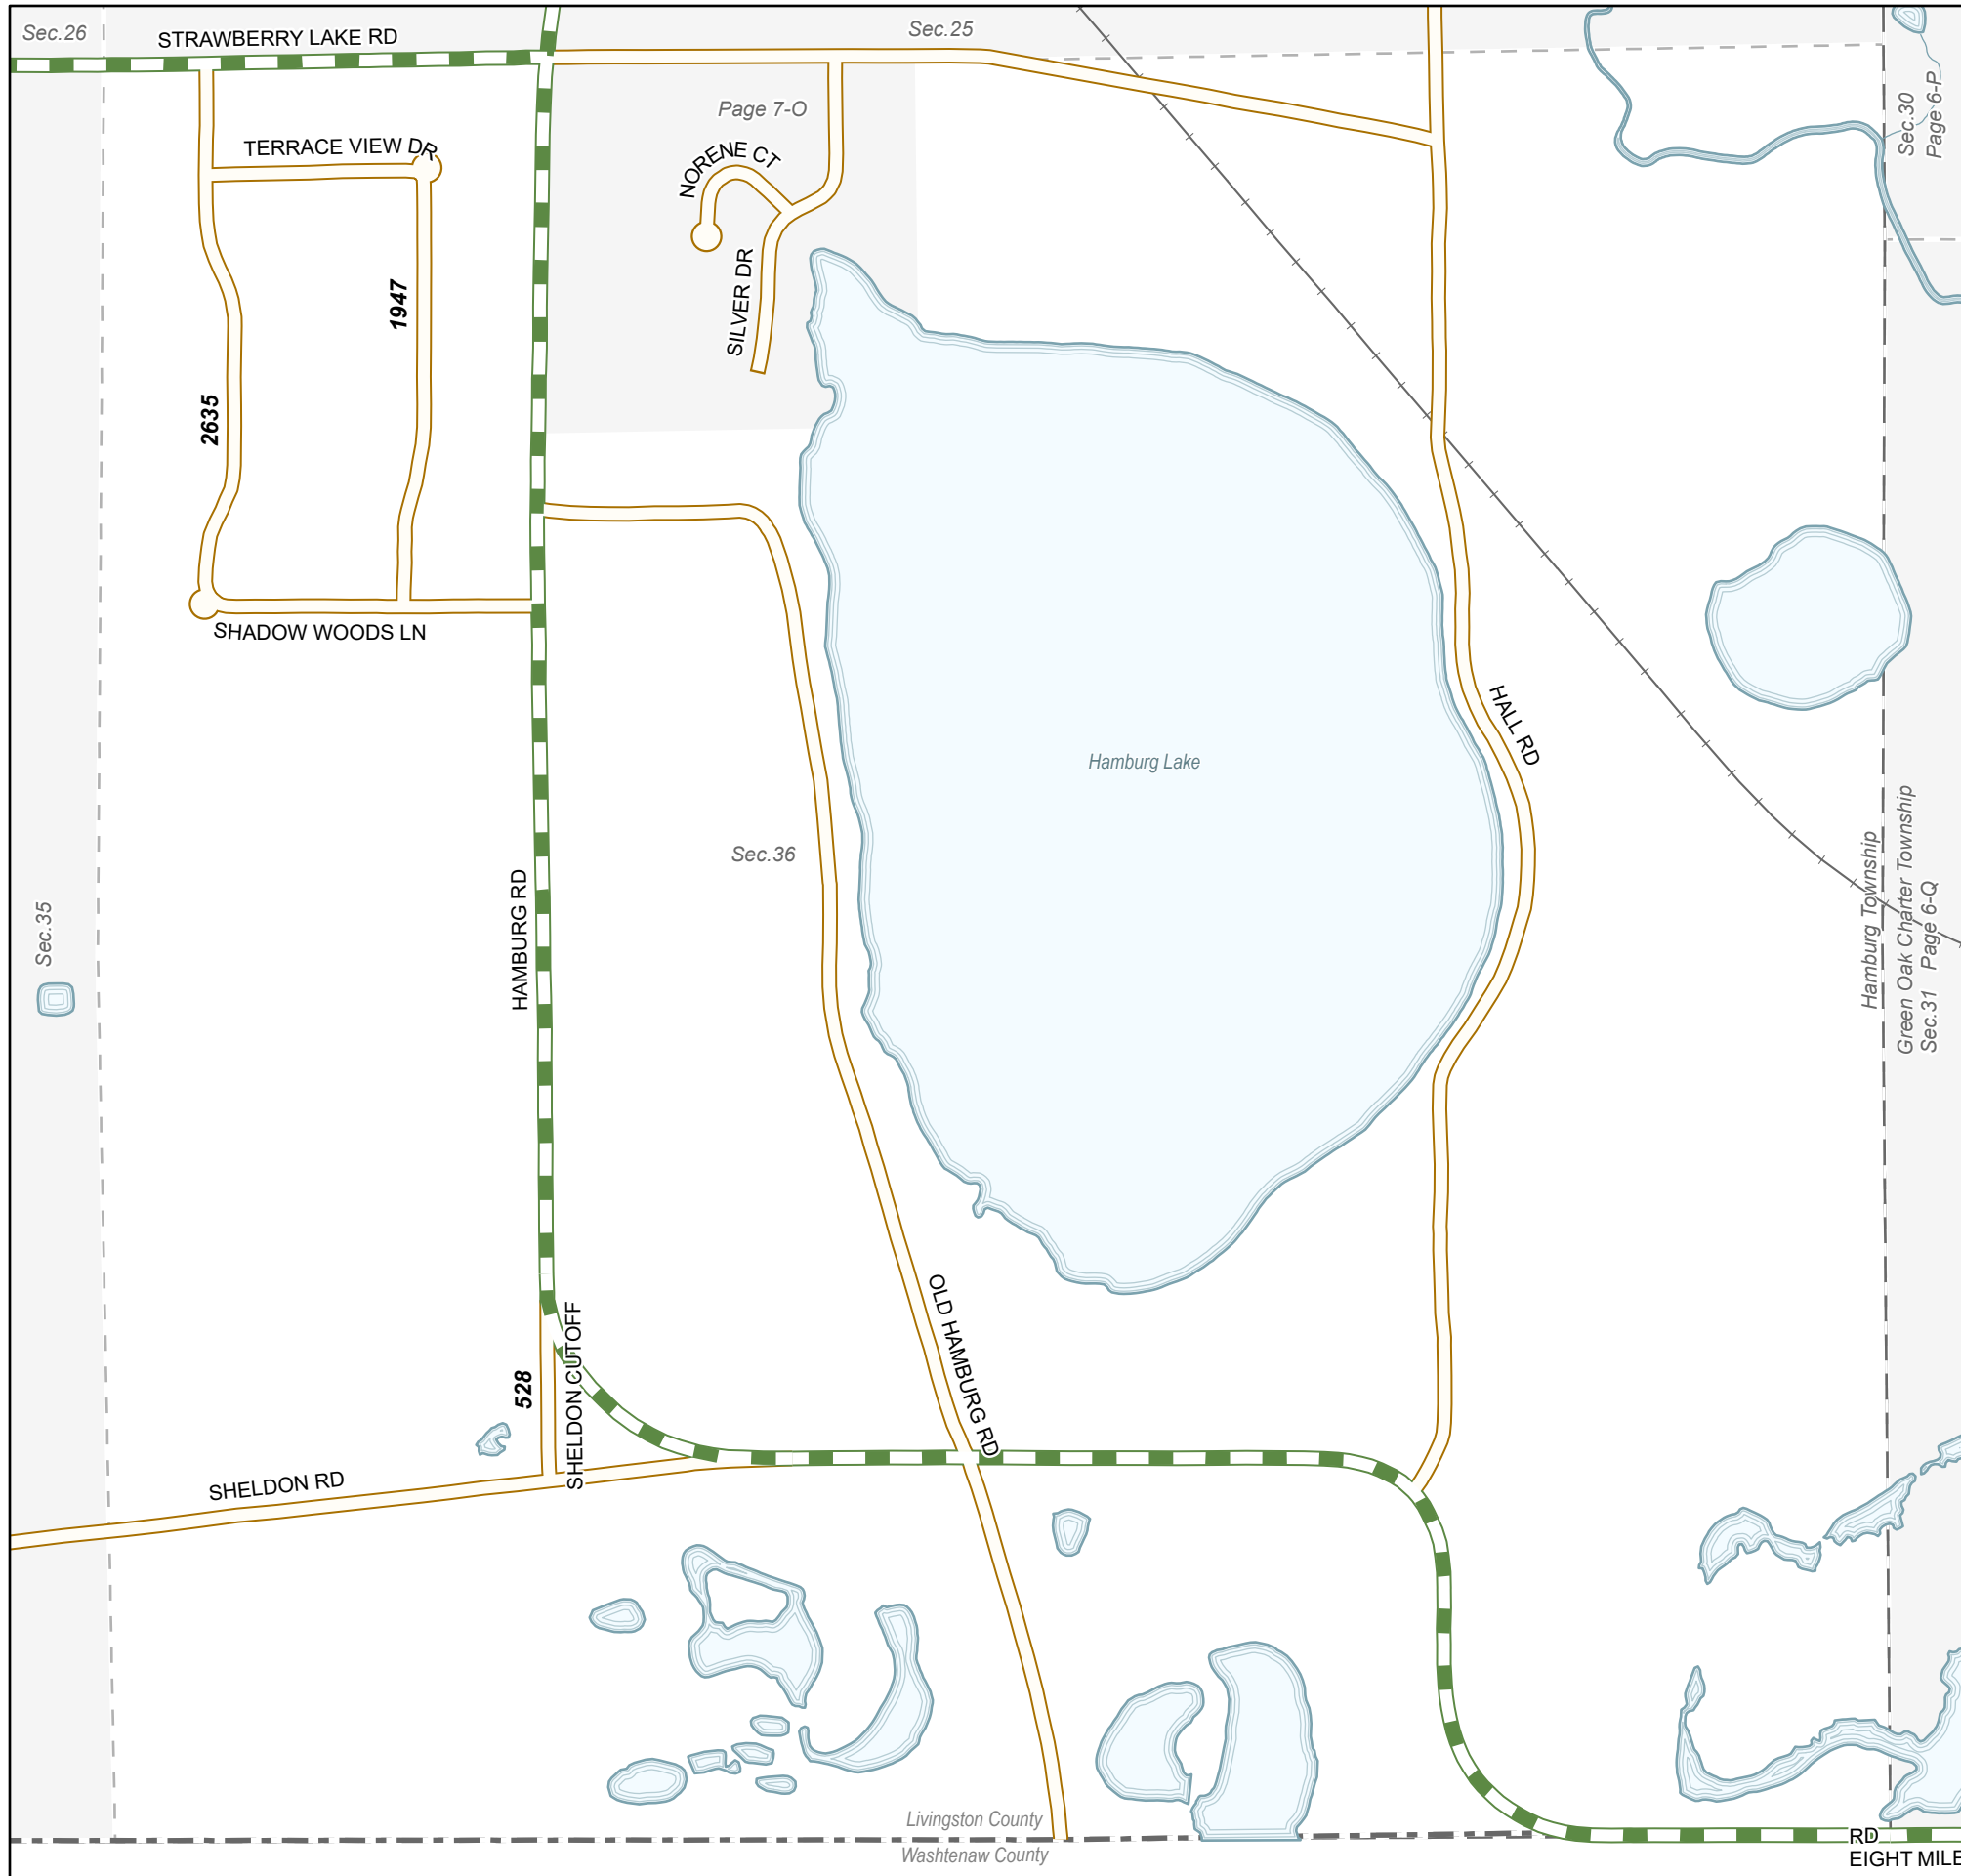 Sec.26
STRAWBERRY LAKE RD
Sec.25
Page 7-O
Sec.30
Page 6-P
TERRACE VIEW DR
NORENE CT
SILVER DR
1947
2635
SHADOW WOODS LN
HALL RD
Hamburg Lake
Sec.36
HAMBURG RD
Sec.35
Hamburg Township
Green Oak Charter Township
Sec.31 Page 6-Q
OLD HAMBURG RD
SHELDON CUTOFF
528
SHELDON RD
Livingston County
Washtenaw County
RD
EIGHT MILE